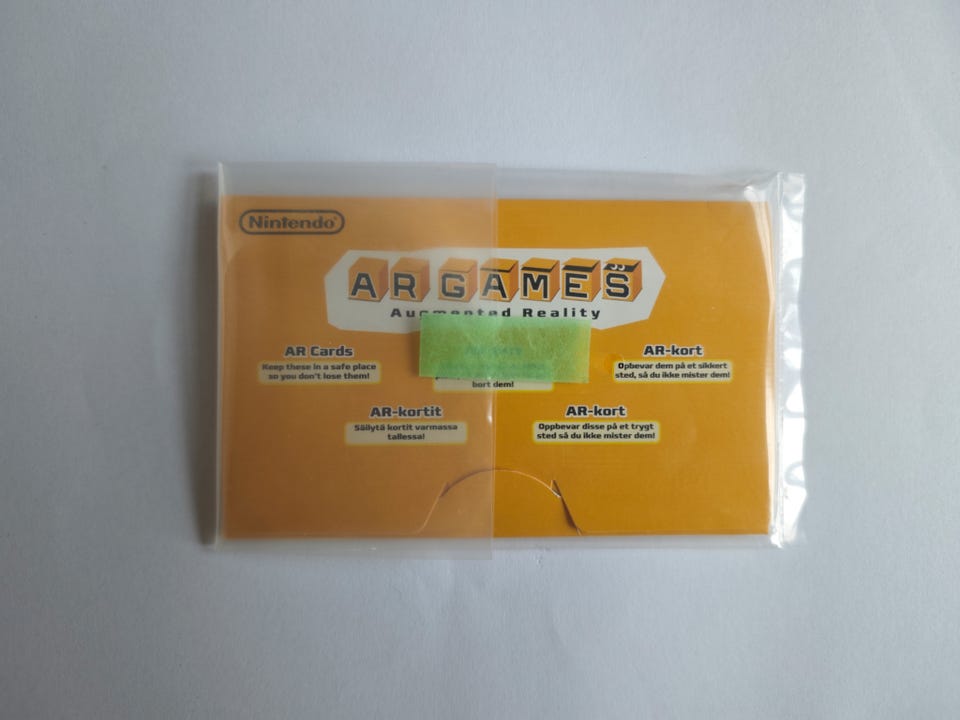 Nintendo®
AR GAMES
Augmented Reality
AR Cards
Keep these in a safe place
so you don't lose them!
bort dem!
AR-kort
Opbevar dem på et sikkert
sted, så du ikke mister dem!
AR-kortit
Säilytä kortit varmassa
tallessa!
AR-kort
Oppbevar disse på et trygt
sted så du ikke mister dem!